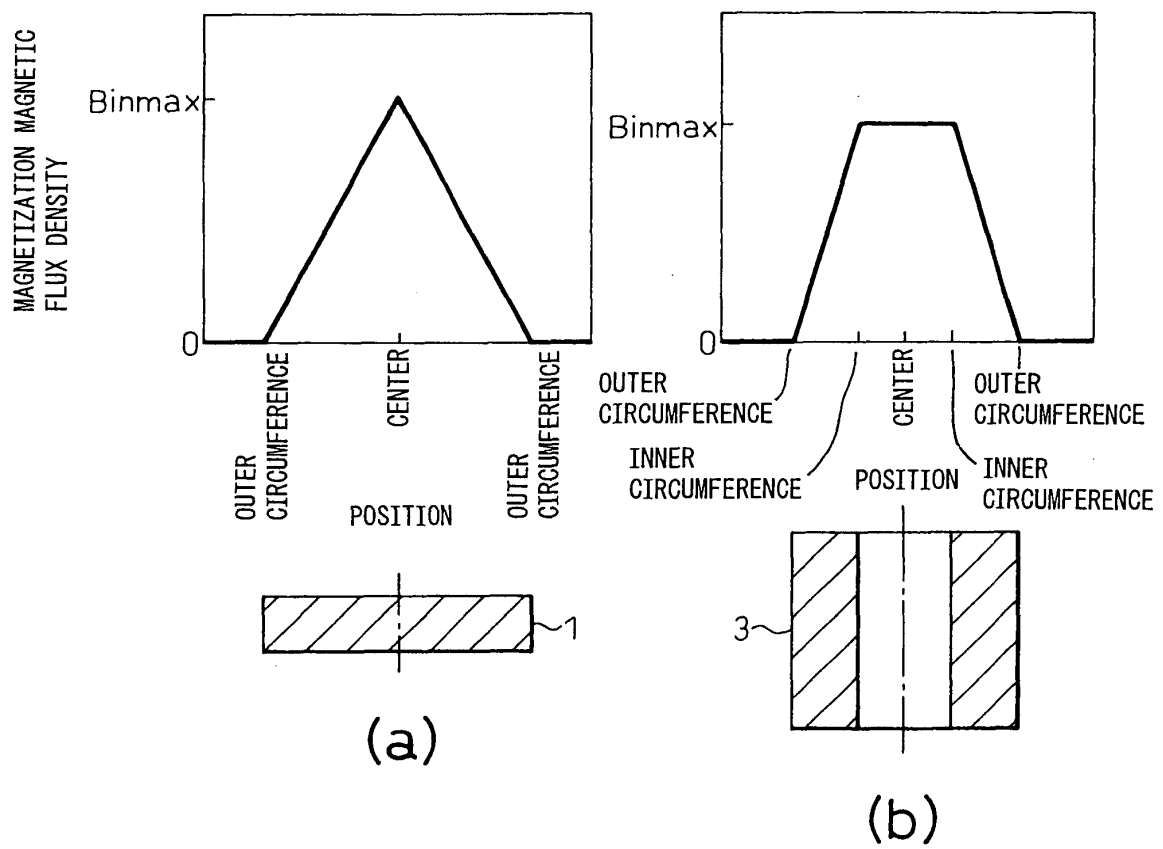 MAGNETIZATION MAGNETIC
FLUX DENSITY
Binmax
0
OUTER
CIRCUMFERENCE
CENTER
OUTER
CIRCUMFERENCE
POSITION
1
(a)
Binmax
0
OUTER
CIRCUMFERENCE
INNER
CIRCUMFERENCE
CENTER
OUTER
CIRCUMFERENCE
INNER
CIRCUMFERENCE
POSITION
3
(b)